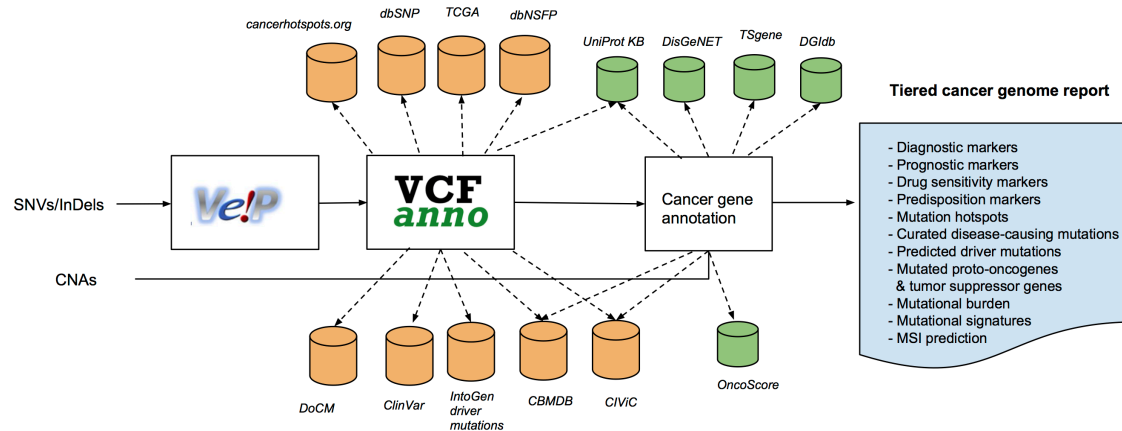 cancerhotspots.org
dbSNP
TCGA
dbNSFP
UniProt KB
DisGeNET
TSgene
DGIdb
Tiered cancer genome report
SNVs/InDels
Ve!P
VCF
anno
Cancer gene
annotation
- Diagnostic markers
- Prognostic markers
- Drug sensitivity markers
- Predisposition markers
- Mutation hotspots
- Curated disease-causing mutations
- Predicted driver mutations
- Mutated proto-oncogenes
& tumor suppressor genes
- Mutational burden
- Mutational signatures
- MSI prediction
CNAs
DoCM
ClinVar
IntoGen
driver
mutations
CBMDB
CIViC
OncoScore